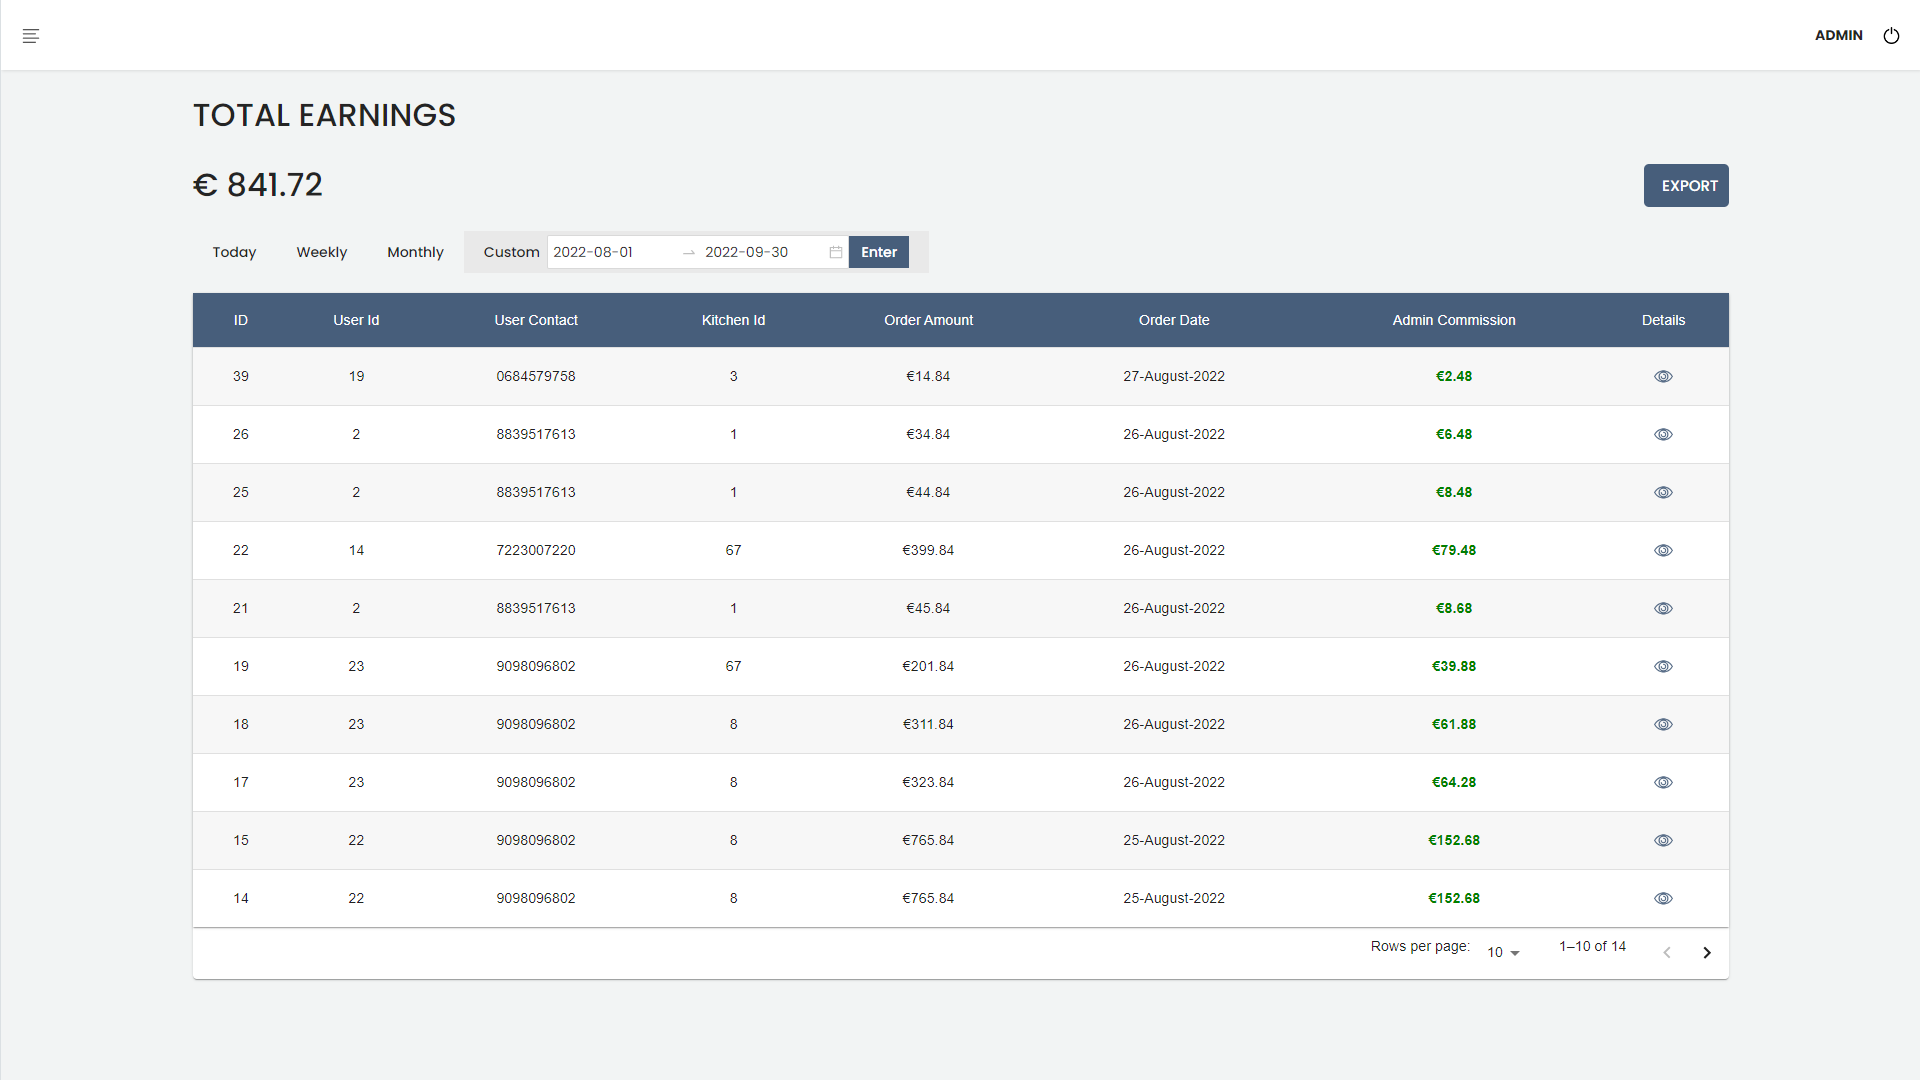 ADMIN
TOTAL EARNINGS
€ 841.72
EXPORT
Today Weekly Monthly Custom 2022-08-01 2022-09-30 Enter
ID User Id User Contact Kitchen Id Order Amount Order Date Admin Commission Details
39 19 0684579758 3 €14.84 27-August-2022 €2.48
26 2 8839517613 1 €34.84 26-August-2022 €6.48
25 2 8839517613 1 €44.84 26-August-2022 €8.48
22 14 7223007220 67 €399.84 26-August-2022 €79.48
21 2 8839517613 1 €45.84 26-August-2022 €8.68
19 23 9098096802 67 €201.84 26-August-2022 €39.88
18 23 9098096802 8 €311.84 26-August-2022 €61.88
17 23 9098096802 8 €323.84 26-August-2022 €64.28
15 22 9098096802 8 €765.84 25-August-2022 €152.68
14 22 9098096802 8 €765.84 25-August-2022 €152.68
Rows per page: 10 1–10 of 14